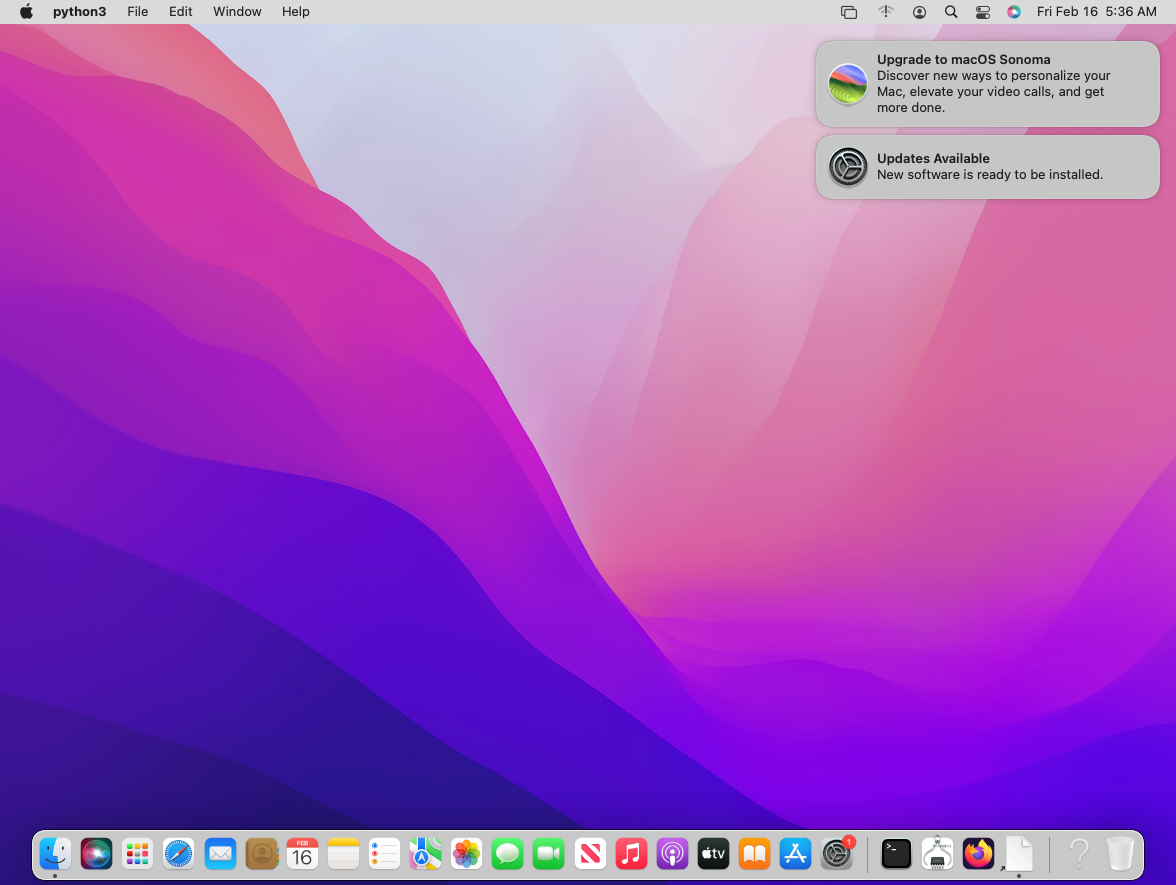 python3 File Edit Window Help Fri Feb 16 5:36 AM
Upgrade to macOS Sonoma
Discover new ways to personalize your
Mac, elevate your video calls, and get
more done.
Updates Available
New software is ready to be installed.
FEB
16
tv
1
>_
?